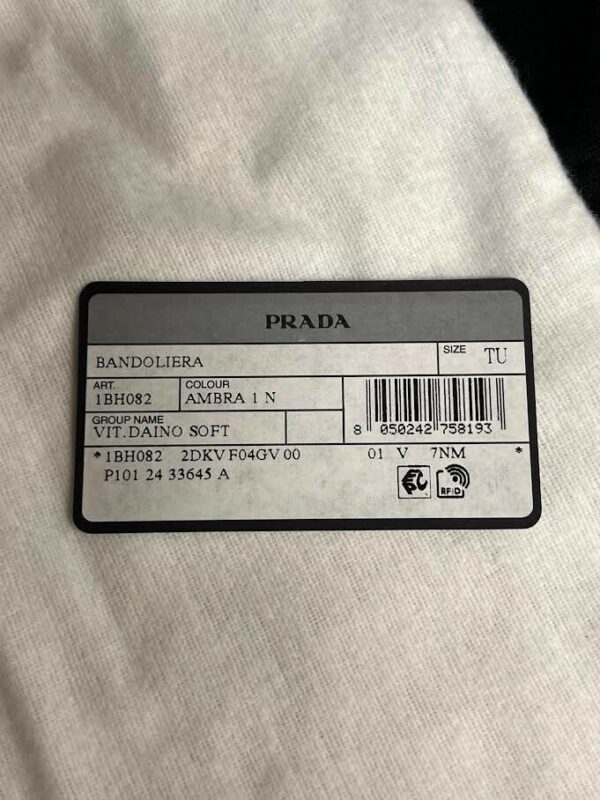 PRADA
BANDOLIERA
SIZE TU
ART. COLOUR
1BH082 AMBRA 1 N
GROUP NAME
VIT.DAINO SOFT
8 050242 758193
*1BH082 2DKV F04GV 00 01 V 7NM *
P101 24 33645 A
EPC RFID